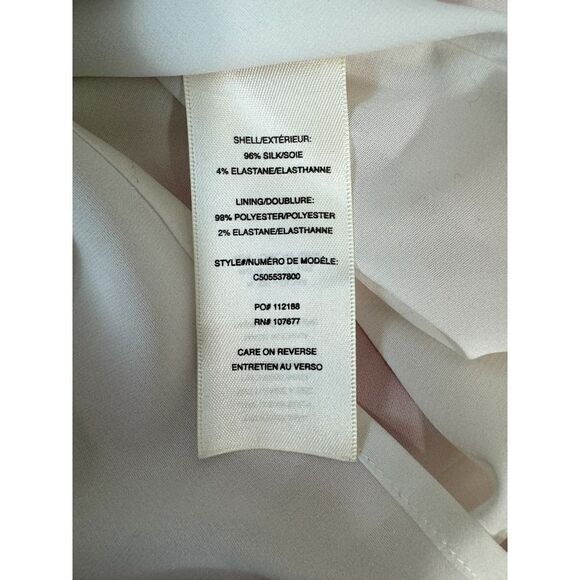 SHELL/EXTÉRIEUR:
96% SILK/SOIE
4% ELASTANE/ELASTHANNE
LINING/DOUBLURE:
98% POLYESTER/POLYESTER
2% ELASTANE/ELASTHANNE
STYLE#/NUMÉRO DE MODÈLE:
C505537800
PO# 112188
RN# 107677
CARE ON REVERSE
ENTRETIEN AU VERSO